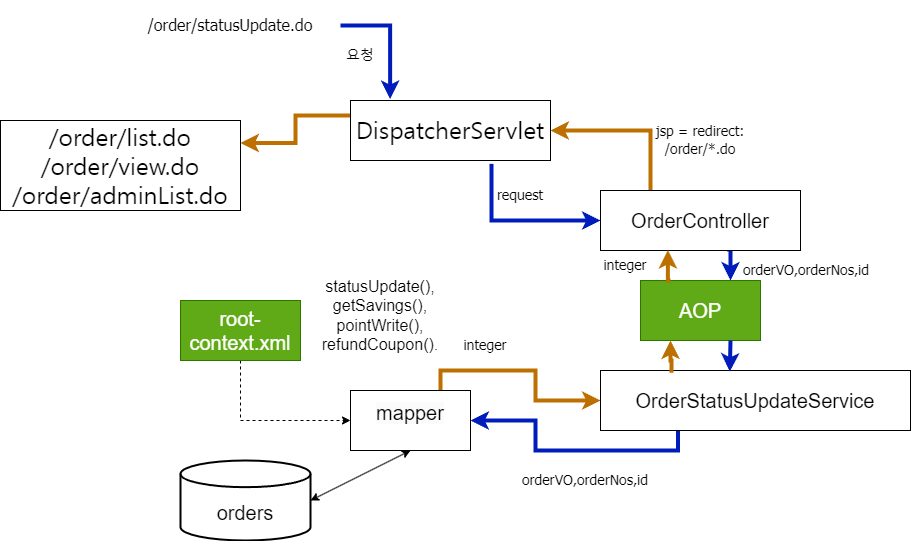 /order/statusUpdate.do
요청
DispatcherServlet
/order/list.do
/order/view.do
/order/adminList.do
jsp = redirect:
/order/*.do
request
OrderController
integer
orderVO,orderNos,id
AOP
statusUpdate(),
getSavings(),
pointWrite(),
refundCoupon().
root-
context.xml
integer
OrderStatusUpdateService
mapper
orderVO,orderNos,id
orders